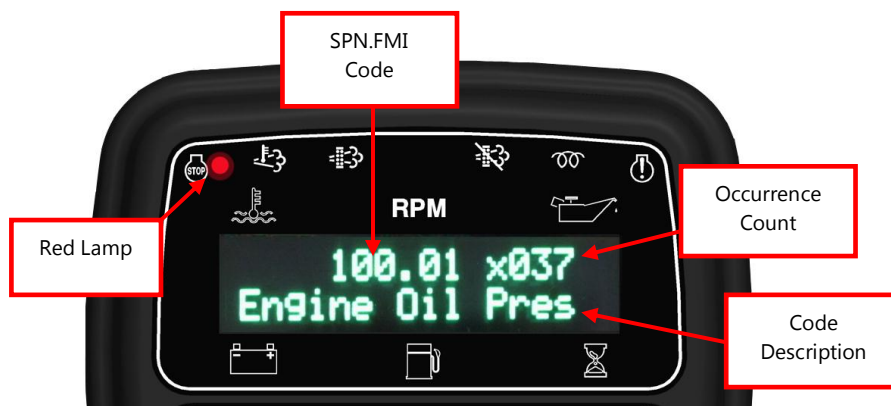 SPN.FMI
Code
STOP
RPM
Occurrence
Count
Red Lamp
100.01 x037
Engine Oil Pres
Code
Description